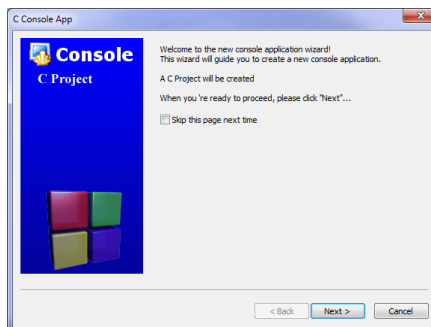 C Console App
Console
C Project
Welcome to the new console application wizard!
This wizard will guide you to create a new console application.
A C Project will be created
When you 're ready to proceed, please click "Next"...
Skip this page next time
< Back
Next >
Cancel